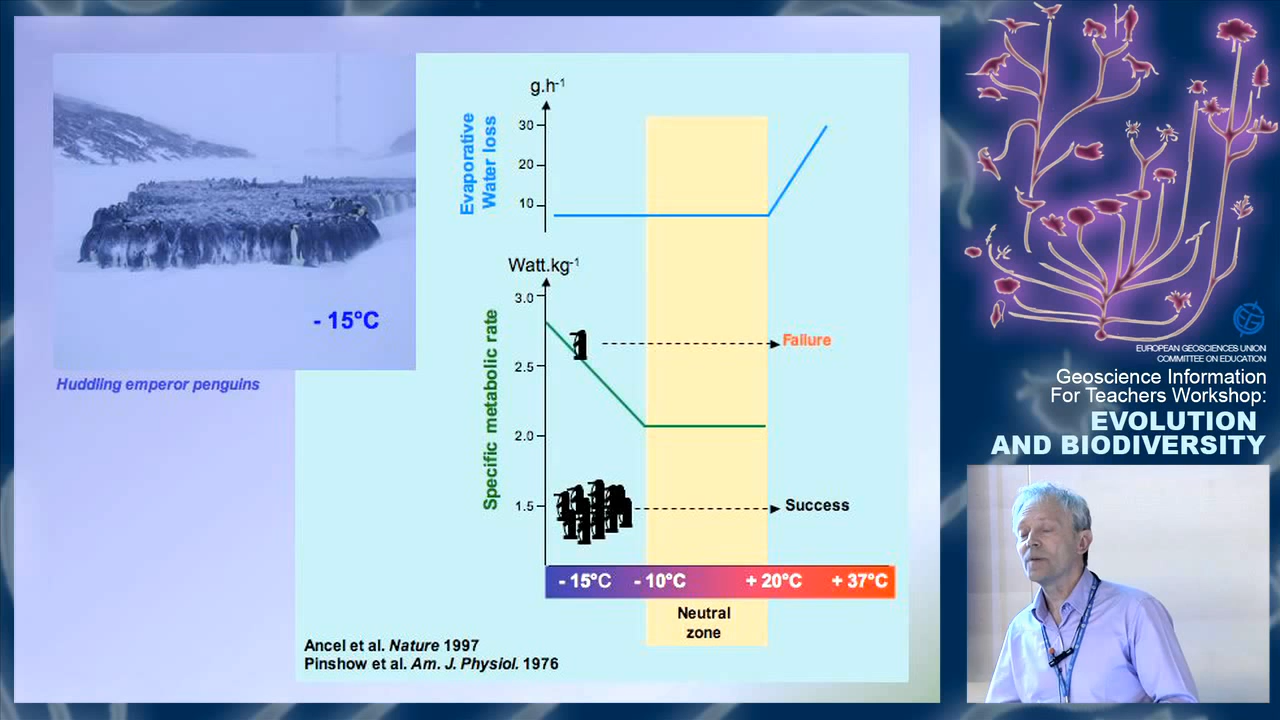 - 15°C
Huddling emperor penguins
g.h-1
Evaporative
Water loss
30
20
10
Watt.kg-1
Specific metabolic rate
3.0
2.5
2.0
1.5
Failure
Success
- 15°C - 10°C + 20°C + 37°C
Neutral
zone
Ancel et al. Nature 1997
Pinshow et al. Am. J. Physiol. 1976
EUROPEAN GEOSCIENCES UNION
COMMITTEE ON EDUCATION
Geoscience Information
For Teachers Workshop:
EVOLUTION
AND BIODIVERSITY